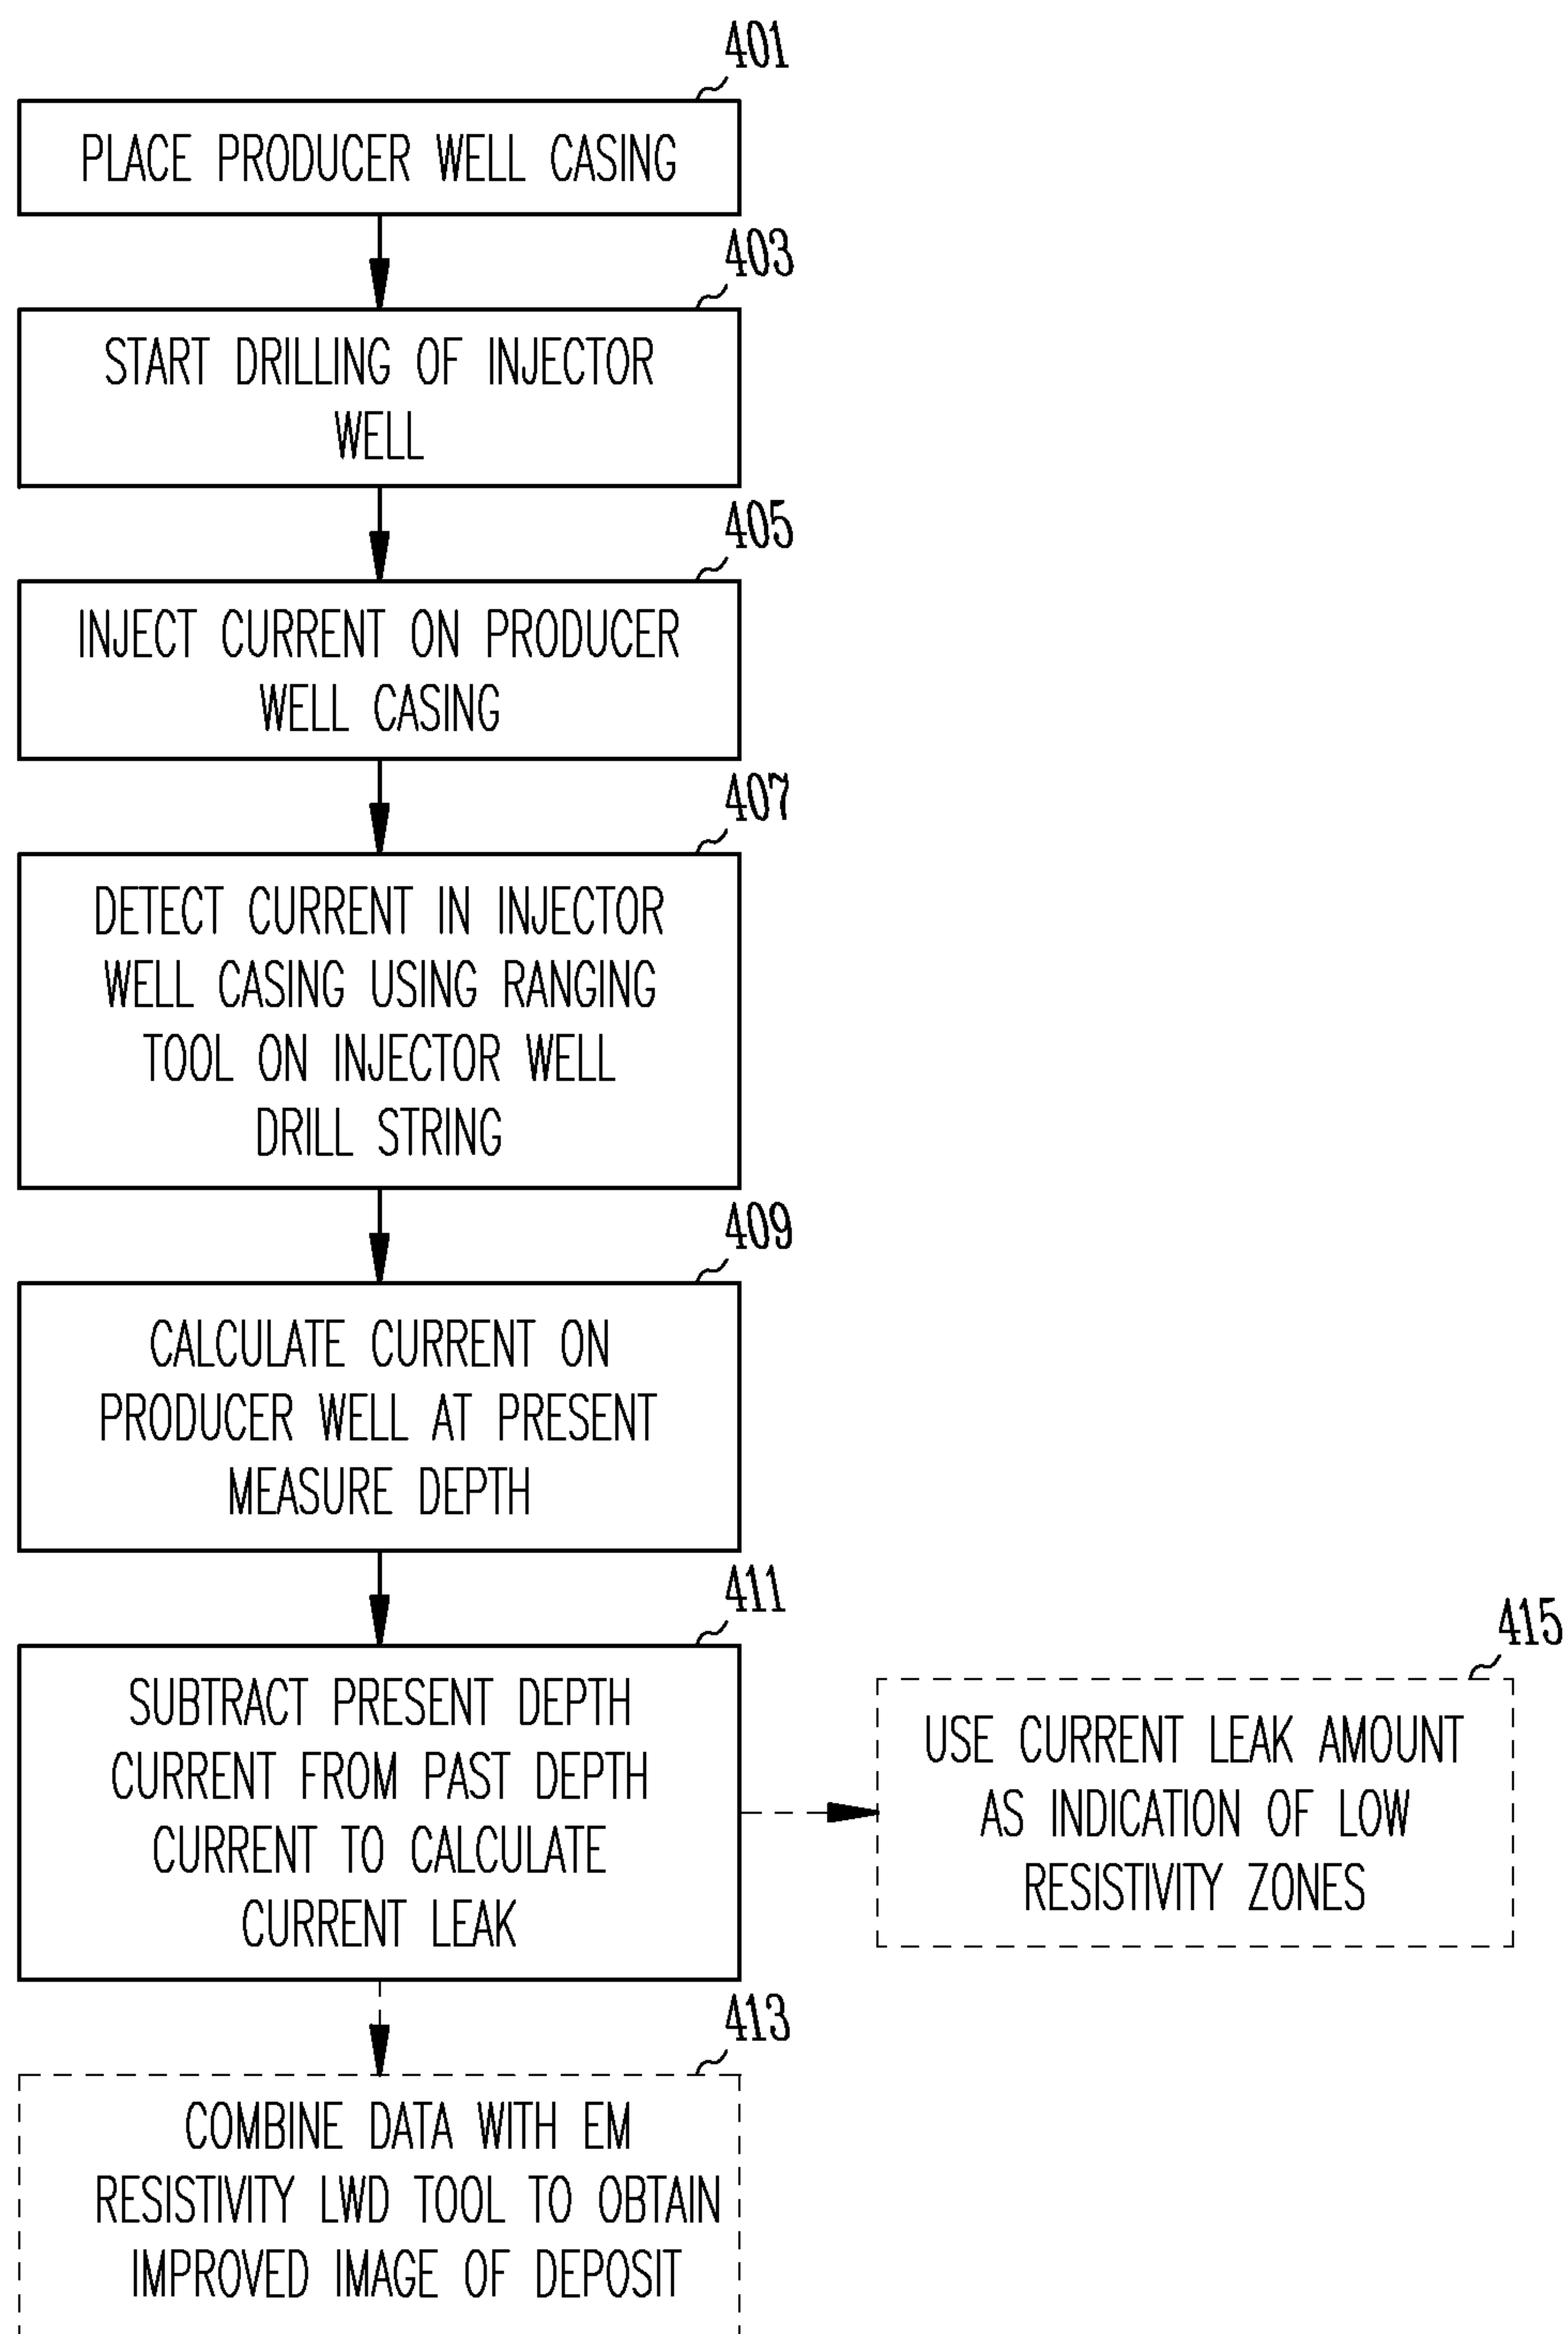 401
PLACE PRODUCER WELL CASING
403
START DRILLING OF INJECTOR
WELL
405
INJECT CURRENT ON PRODUCER
WELL CASING
407
DETECT CURRENT IN INJECTOR
WELL CASING USING RANGING
TOOL ON INJECTOR WELL
DRILL STRING
409
CALCULATE CURRENT ON
PRODUCER WELL AT PRESENT
MEASURE DEPTH
411
SUBTRACT PRESENT DEPTH
CURRENT FROM PAST DEPTH
CURRENT TO CALCULATE
CURRENT LEAK
415
USE CURRENT LEAK AMOUNT
AS INDICATION OF LOW
RESISTIVITY ZONES
413
COMBINE DATA WITH EM
RESISTIVITY LWD TOOL TO OBTAIN
IMPROVED IMAGE OF DEPOSIT